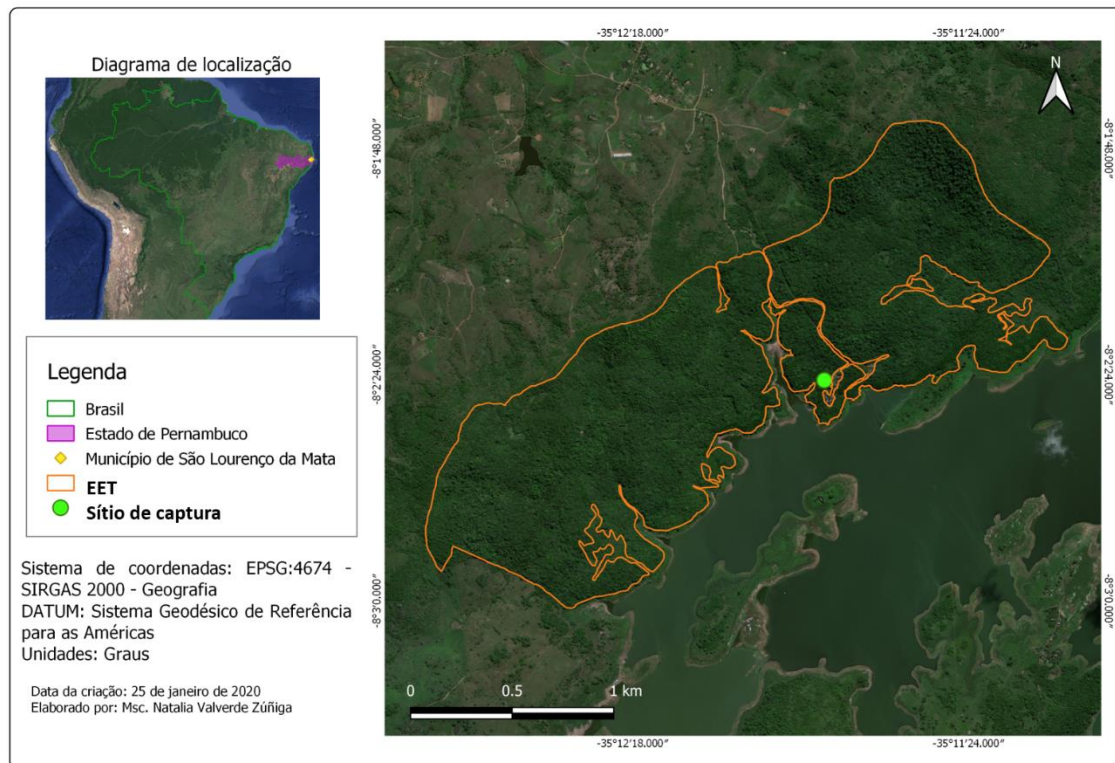 Diagrama de localização
Legenda
Brasil
Estado de Pernambuco
Município de São Lourenço da Mata
EET
Sítio de captura
Sistema de coordenadas: EPSG:4674 -
SIRGAS 2000 - Geografia
DATUM: Sistema Geodésico de Referência
para as Américas
Unidades: Graus
Data da criação: 25 de janeiro de 2020
Elaborado por: Msc. Natalia Valverde Zúñiga
-35°12'18.000"
-35°11'24.000"
N
-8°1'48.000"
-8°1'48.000"
-8°2'24.000"
-8°2'24.000"
-8°3'0.000"
-8°3'0.000"
0 0.5 1 km
-35°12'18.000"
-35°11'24.000"